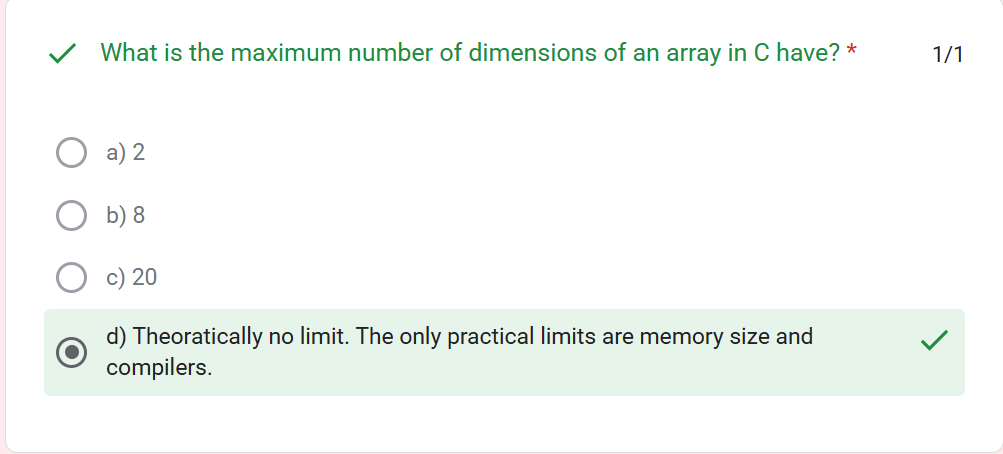 What is the maximum number of dimensions of an array in C have? *
1/1
a) 2
b) 8
c) 20
d) Theoratically no limit. The only practical limits are memory size and
compilers.